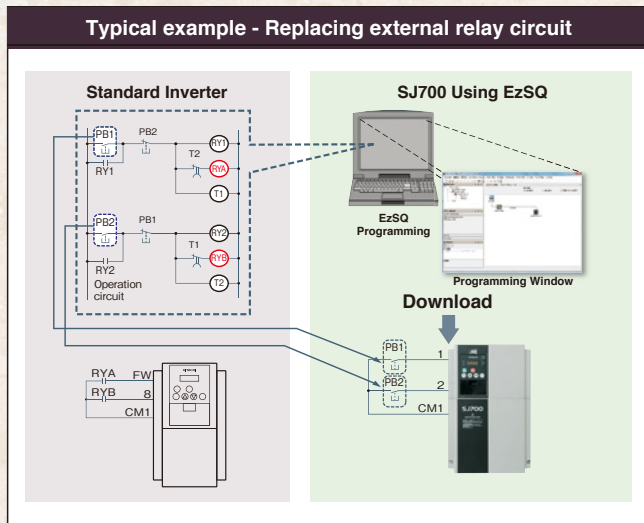 Typical example - Replacing external relay circuit
Standard Inverter
PB1
PB2
RY1
RY1
T2
RYA
T1
PB2
PB1
RY2
RY2
T1
RYB
T2
Operation
circuit
RYA
FW
RYB
8
CM1
SJ700 Using EzSQ
EzSQ
Programming
Programming Window
Download
PB1
1
PB2
2
CM1
SJ700